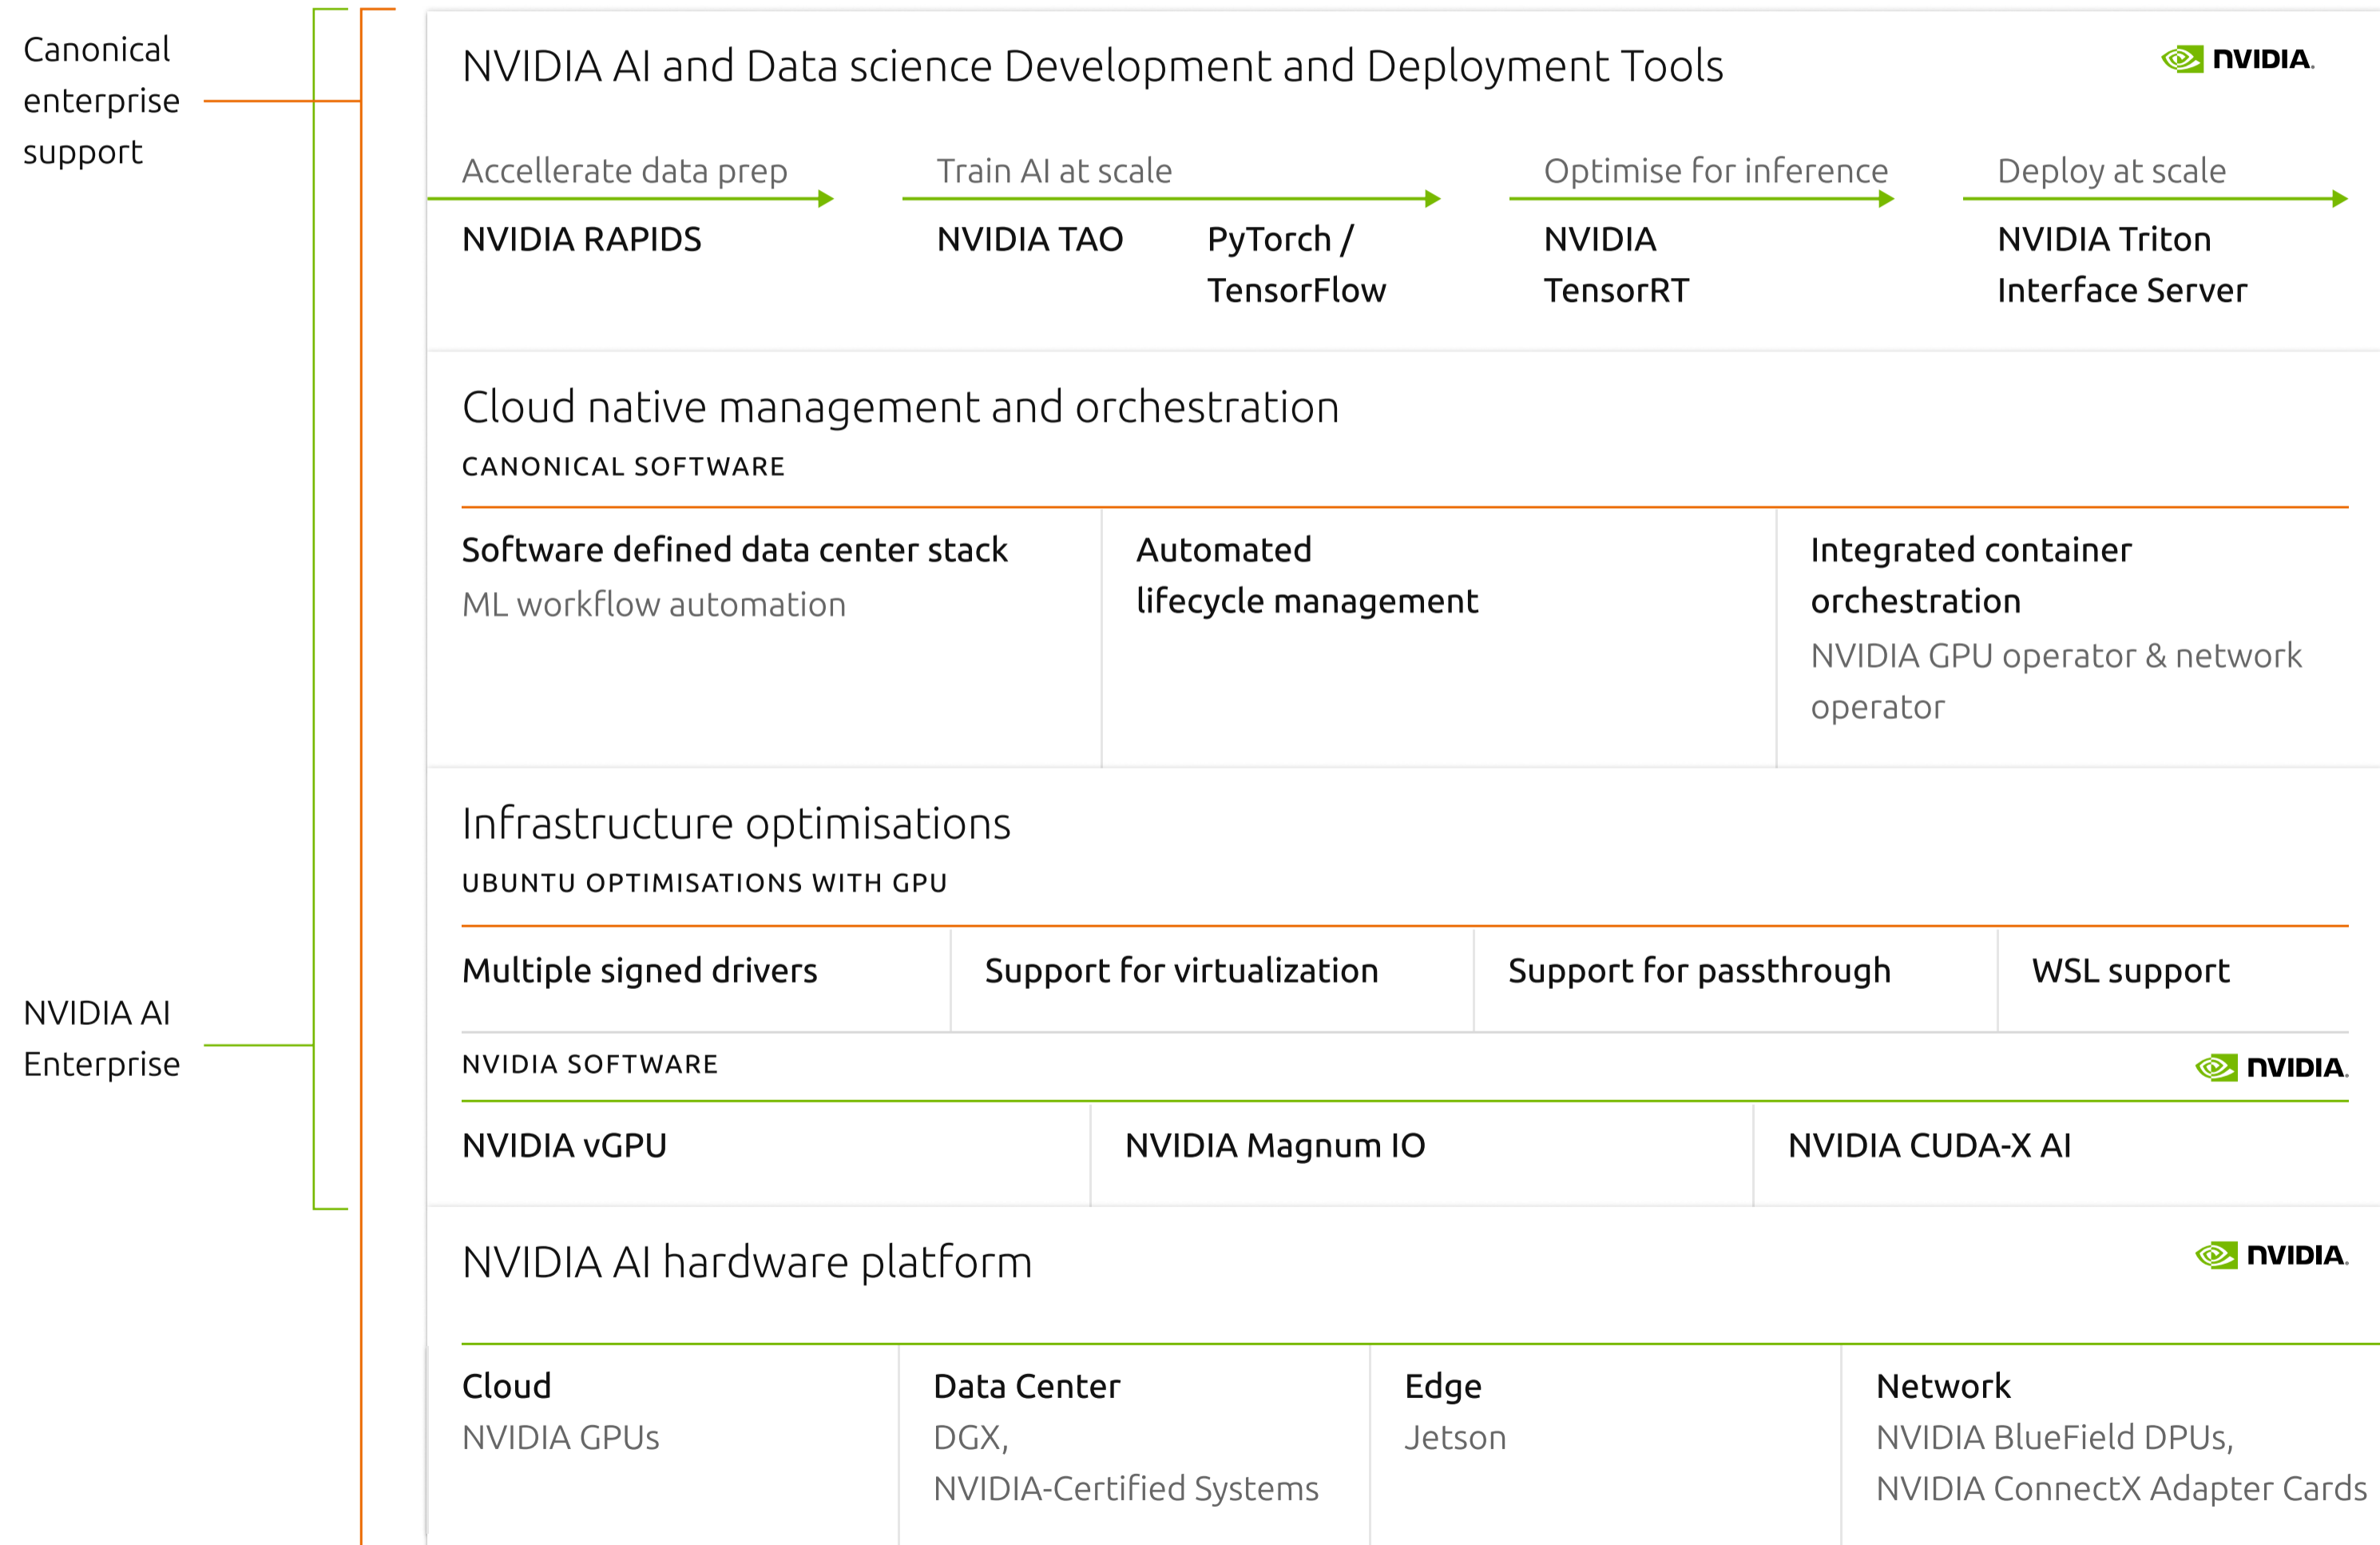 Canonical
enterprise
support
NVIDIA AI and Data science Development and Deployment Tools
NVIDIA.
Accellerate data prep
Train AI at scale
Optimise for inference
Deploy at scale
NVIDIA RAPIDS
NVIDIA TAO
PyTorch /
TensorFlow
NVIDIA
TensorRT
NVIDIA Triton
Interface Server
Cloud native management and orchestration
CANONICAL SOFTWARE
Software defined data center stack
ML workflow automation
Automated
lifecycle management
Integrated container
orchestration
NVIDIA GPU operator & network
operator
Infrastructure optimisations
UBUNTU OPTIMISATIONS WITH GPU
Multiple signed drivers
Support for virtualization
Support for passthrough
WSL support
NVIDIA AI
Enterprise
NVIDIA SOFTWARE
NVIDIA.
NVIDIA vGPU
NVIDIA Magnum IO
NVIDIA CUDA-X AI
NVIDIA AI hardware platform
NVIDIA.
Cloud
NVIDIA GPUs
Data Center
DGX,
NVIDIA-Certified Systems
Edge
Jetson
Network
NVIDIA BlueField DPUs,
NVIDIA ConnectX Adapter Cards